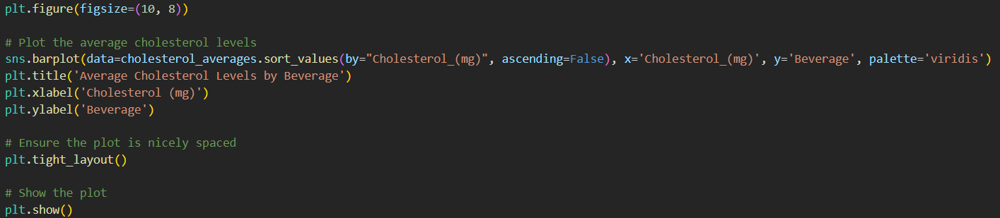 plt.figure(figsize=(10, 8))
# Plot the average cholesterol levels
sns.barplot(data=cholesterol_averages.sort_values(by="Cholesterol_(mg)", ascending=False), x='Cholesterol_(mg)', y='Beverage', palette='viridis')
plt.title('Average Cholesterol Levels by Beverage')
plt.xlabel('Cholesterol (mg)')
plt.ylabel('Beverage')
# Ensure the plot is nicely spaced
plt.tight_layout()
# Show the plot
plt.show()